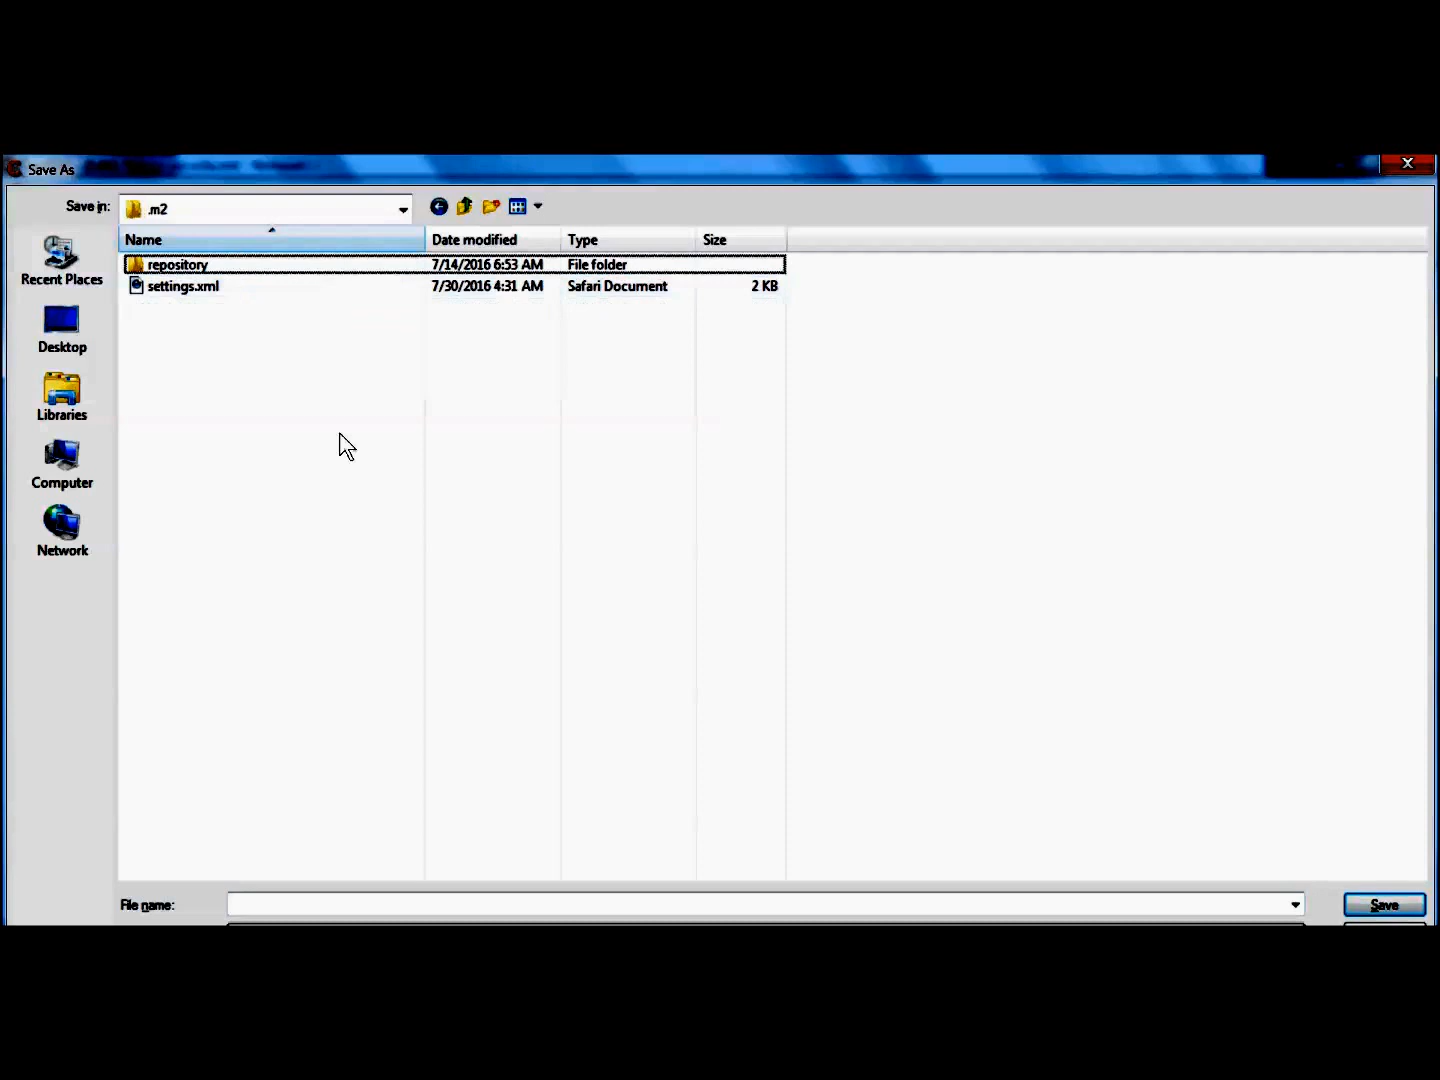 Save As
X
Save in:
.m2
Name Date modified Type Size
repository 7/14/2016 6:53 AM File folder
settings.xml 7/30/2016 4:31 AM Safari Document 2 KB
Recent Places
Desktop
Libraries
Computer
Network
File name:
Save